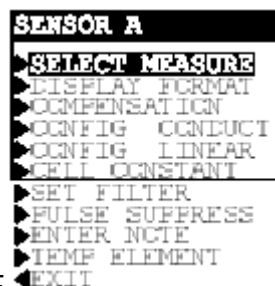 SENSOR A
SELECT MEASURE
DISPLAY FORMAT
COMPENSATION
CONFIG CONDUCT
CONFIG LINEAR
CELL CONSTANT
SET FILTER
PULSE SUPPRESS
ENTER NOTE
TEMP ELEMENT
EXIT